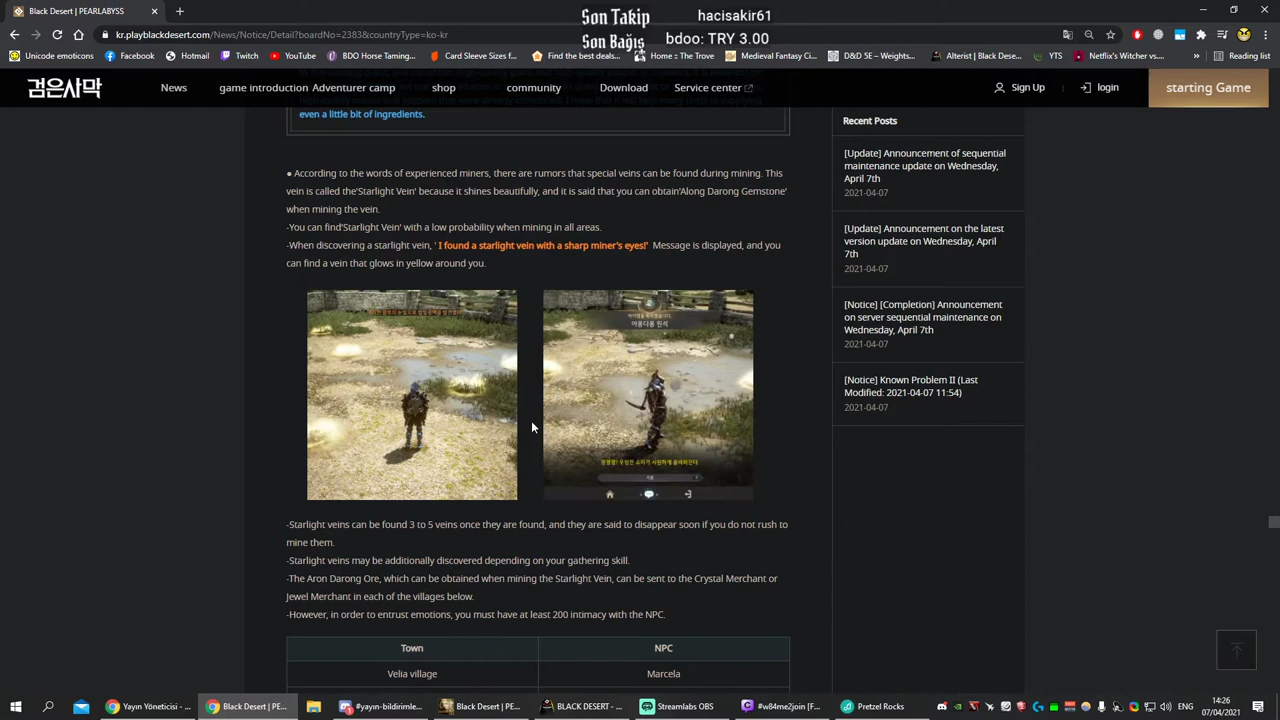 Black Desert | PEARLABYSS
Son Takip
hacisakir61
Son Bağış
bdoo: TRY 3.00
kr.playblackdesert.com/News/Notice/Detail?boardNo=2383&countryType=ko-kr
Unicode emoticons
Facebook
Twitter
YouTube
BDO Horse Taming...
Cleveland Sleeve Sizes f...
Find the best deals...
Home :: The Trove
Medieval Fantasy Ci...
D&D 5E – Weights...
Alterist | Black Dese...
YTS
Netflix - Watched b...
Reading list
검은사막
News
game introduction
Adventurer camp
shop
community
Download
Service center
Sign Up
login
starting Game
even a little bit of ingredients.
● According to the words of experienced miners, there are rumors that special veins can be found during mining. This
vein is called the'Starlight Vein' because it shines beautifully, and it is said that you can obtain'Along Darong Gemstone'
when mining the vein.
-You can find'Starlight Vein' with a low probability when mining in all areas.
-When discovering a starlight vein, ' I found a starlight vein with a sharp miner's eyes!' Message is displayed, and you
can find a vein that glows in yellow around you.
아롱다롱 원석
-Starlight veins can be found 3 to 5 veins once they are found, and they are said to disappear soon if you do not rush to
mine them.
-Starlight veins may be additionally discovered depending on your gathering skill.
-The Aron Darong Ore, which can be obtained when mining the Starlight Vein, can be sent to the Crystal Merchant or
Jewel Merchant in each of the villages below.
-However, in order to entrust emotions, you must have at least 200 intimacy with the NPC.
Town
NPC
Velia village
Marcela
Recent Posts
[Update] Announcement of sequential
maintenance update on Wednesday,
April 7th
2021-04-07
[Update] Announcement on the latest
version update on Wednesday, April
7th
2021-04-07
[Notice] [Completion] Announcement
on server sequential maintenance on
Wednesday, April 7th
2021-04-07
[Notice] Known Problem II (Last
Modified: 2021-04-07 11:54)
2021-04-07
Yayın Yöneticisi - ...
Black Desert | PE...
#yayın-bildirimle...
Black Desert | PE...
BLACK DESERT - ...
Streamlabs OBS
#w84me2join [F...
Pretzel Rocks
14:26
07/04/2021